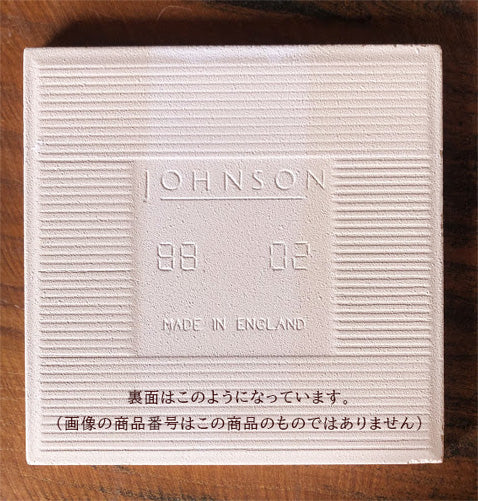 JOHNSON
88 02
MADE IN ENGLAND
裏面はこのようになっています。
（画像の商品番号はこの商品のものではありません）